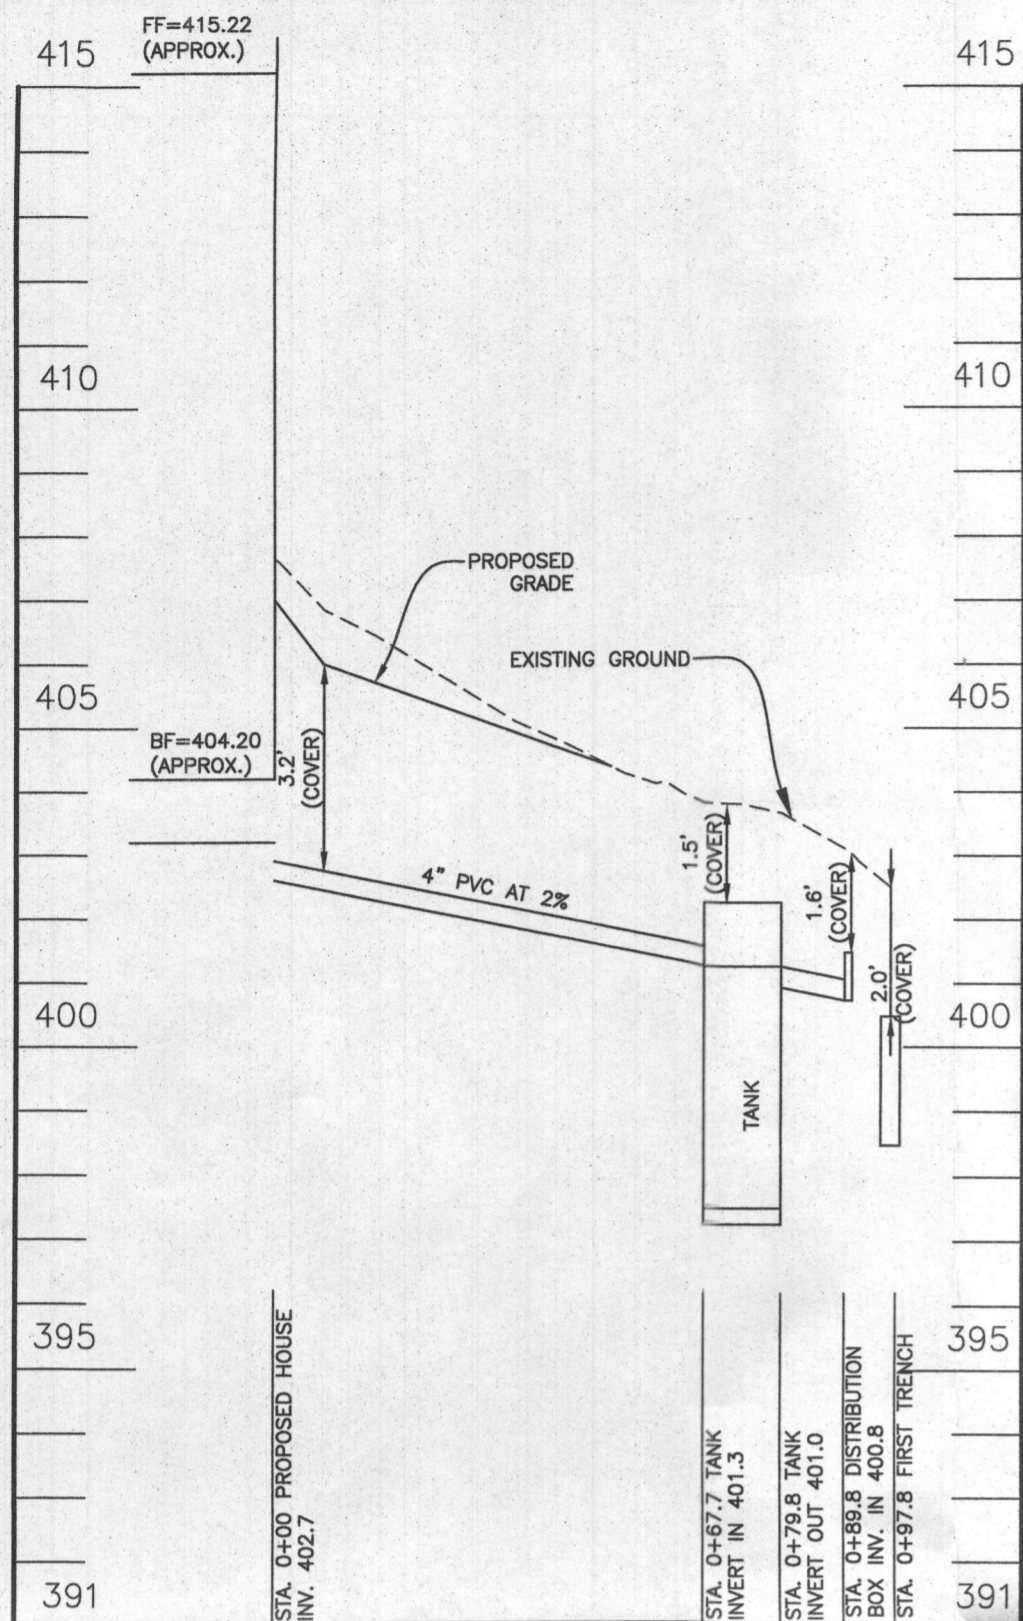 FF=415.22
(APPROX.)
415
415
410
410
PROPOSED
GRADE
EXISTING GROUND
405
405
BF=404.20
(APPROX.)
3.2'
(COVER)
4" PVC AT 2%
1.5'
(COVER)
1.6'
(COVER)
2.0'
(COVER)
400
400
TANK
395
395
STA. 0+00 PROPOSED HOUSE
INV. 402.7
STA. 0+67.7 TANK
INVERT IN 401.3
STA. 0+79.8 TANK
INVERT OUT 401.0
STA. 0+89.8 DISTRIBUTION
BOX INV. IN 400.8
STA. 0+97.8 FIRST TRENCH
391
391